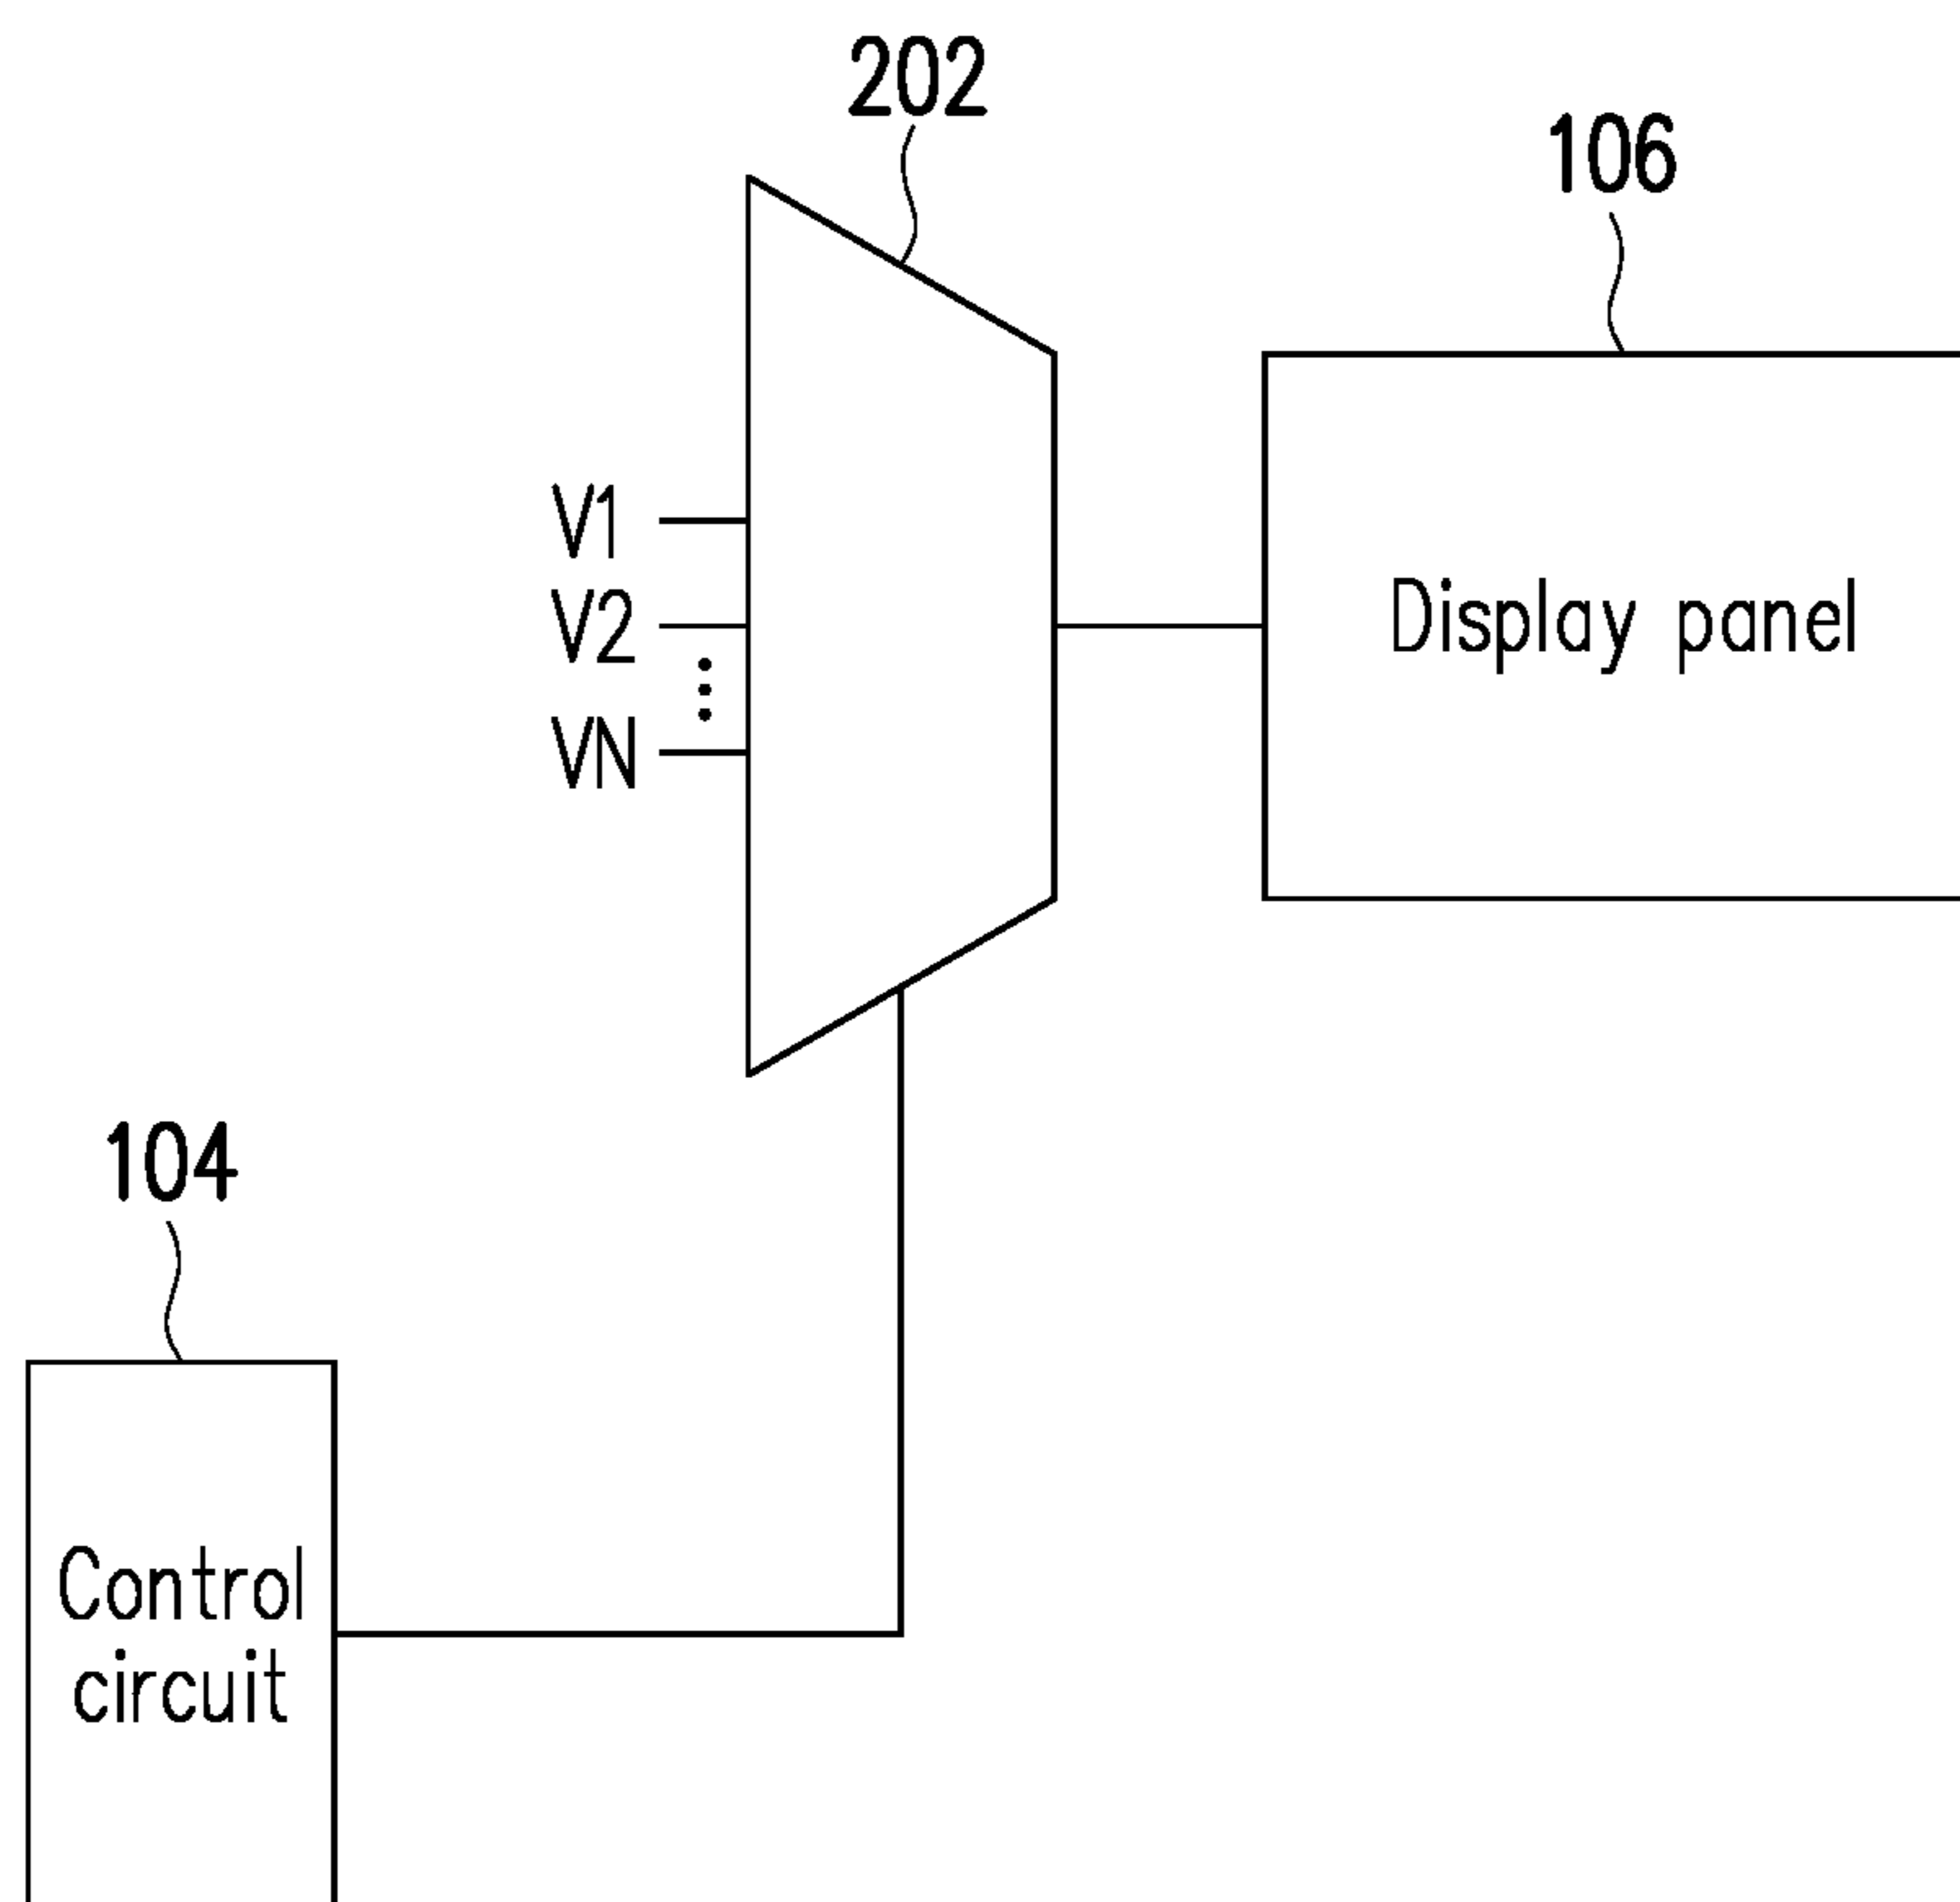 202
106
V1
V2
VN
Display panel
104
Control
circuit